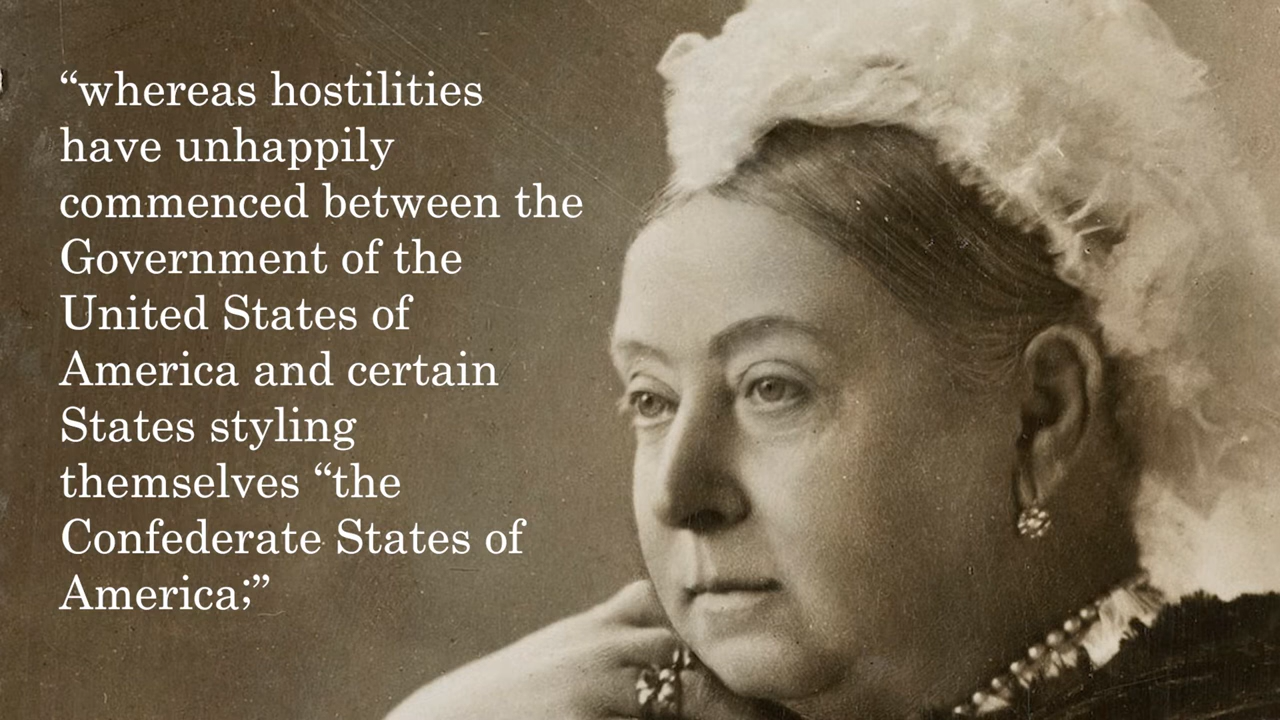 “whereas hostilities
have unhappily
commenced between the
Government of the
United States of
America and certain
States styling
themselves “the
Confederate States of
America;”